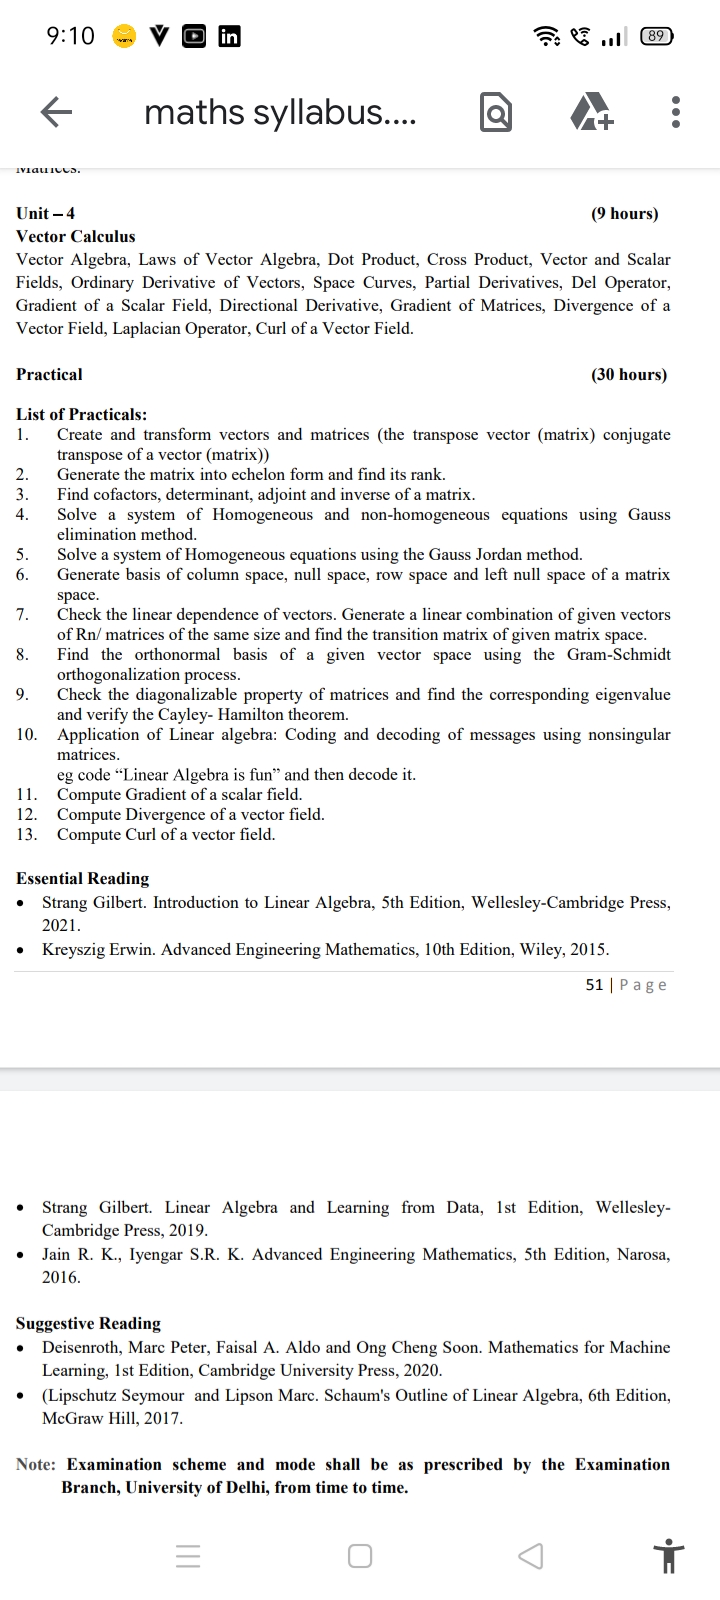 9:10
in
89
maths syllabus....
Matrices.
Unit – 4 (9 hours)
Vector Calculus
Vector Algebra, Laws of Vector Algebra, Dot Product, Cross Product, Vector and Scalar
Fields, Ordinary Derivative of Vectors, Space Curves, Partial Derivatives, Del Operator,
Gradient of a Scalar Field, Directional Derivative, Gradient of Matrices, Divergence of a
Vector Field, Laplacian Operator, Curl of a Vector Field.
Practical (30 hours)
List of Practicals:
1. Create and transform vectors and matrices (the transpose vector (matrix) conjugate
transpose of a vector (matrix))
2. Generate the matrix into echelon form and find its rank.
3. Find cofactors, determinant, adjoint and inverse of a matrix.
4. Solve a system of Homogeneous and non-homogeneous equations using Gauss
elimination method.
5. Solve a system of Homogeneous equations using the Gauss Jordan method.
6. Generate basis of column space, null space, row space and left null space of a matrix
space.
7. Check the linear dependence of vectors. Generate a linear combination of given vectors
of Rn/ matrices of the same size and find the transition matrix of given matrix space.
8. Find the orthonormal basis of a given vector space using the Gram-Schmidt
orthogonalization process.
9. Check the diagonalizable property of matrices and find the corresponding eigenvalue
and verify the Cayley- Hamilton theorem.
10. Application of Linear algebra: Coding and decoding of messages using nonsingular
matrices.
eg code “Linear Algebra is fun” and then decode it.
11. Compute Gradient of a scalar field.
12. Compute Divergence of a vector field.
13. Compute Curl of a vector field.
Essential Reading
• Strang Gilbert. Introduction to Linear Algebra, 5th Edition, Wellesley-Cambridge Press,
2021.
• Kreyszig Erwin. Advanced Engineering Mathematics, 10th Edition, Wiley, 2015.
51 | Page
• Strang Gilbert. Linear Algebra and Learning from Data, 1st Edition, Wellesley-
Cambridge Press, 2019.
• Jain R. K., Iyengar S.R. K. Advanced Engineering Mathematics, 5th Edition, Narosa,
2016.
Suggestive Reading
• Deisenroth, Marc Peter, Faisal A. Aldo and Ong Cheng Soon. Mathematics for Machine
Learning, 1st Edition, Cambridge University Press, 2020.
• (Lipschutz Seymour and Lipson Marc. Schaum's Outline of Linear Algebra, 6th Edition,
McGraw Hill, 2017.
Note: Examination scheme and mode shall be as prescribed by the Examination
Branch, University of Delhi, from time to time.